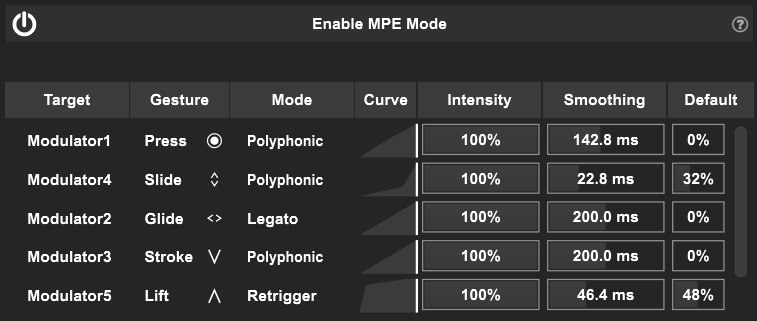 Enable MPE Mode ?
Target Gesture Mode Curve Intensity Smoothing Default
Modulator1 Press Polyphonic 100% 142.8 ms 0%
Modulator4 Slide Polyphonic 100% 22.8 ms 32%
Modulator2 Glide <> Legato 100% 200.0 ms 0%
Modulator3 Stroke Polyphonic 100% 200.0 ms 0%
Modulator5 Lift Retrigger 100% 46.4 ms 48%